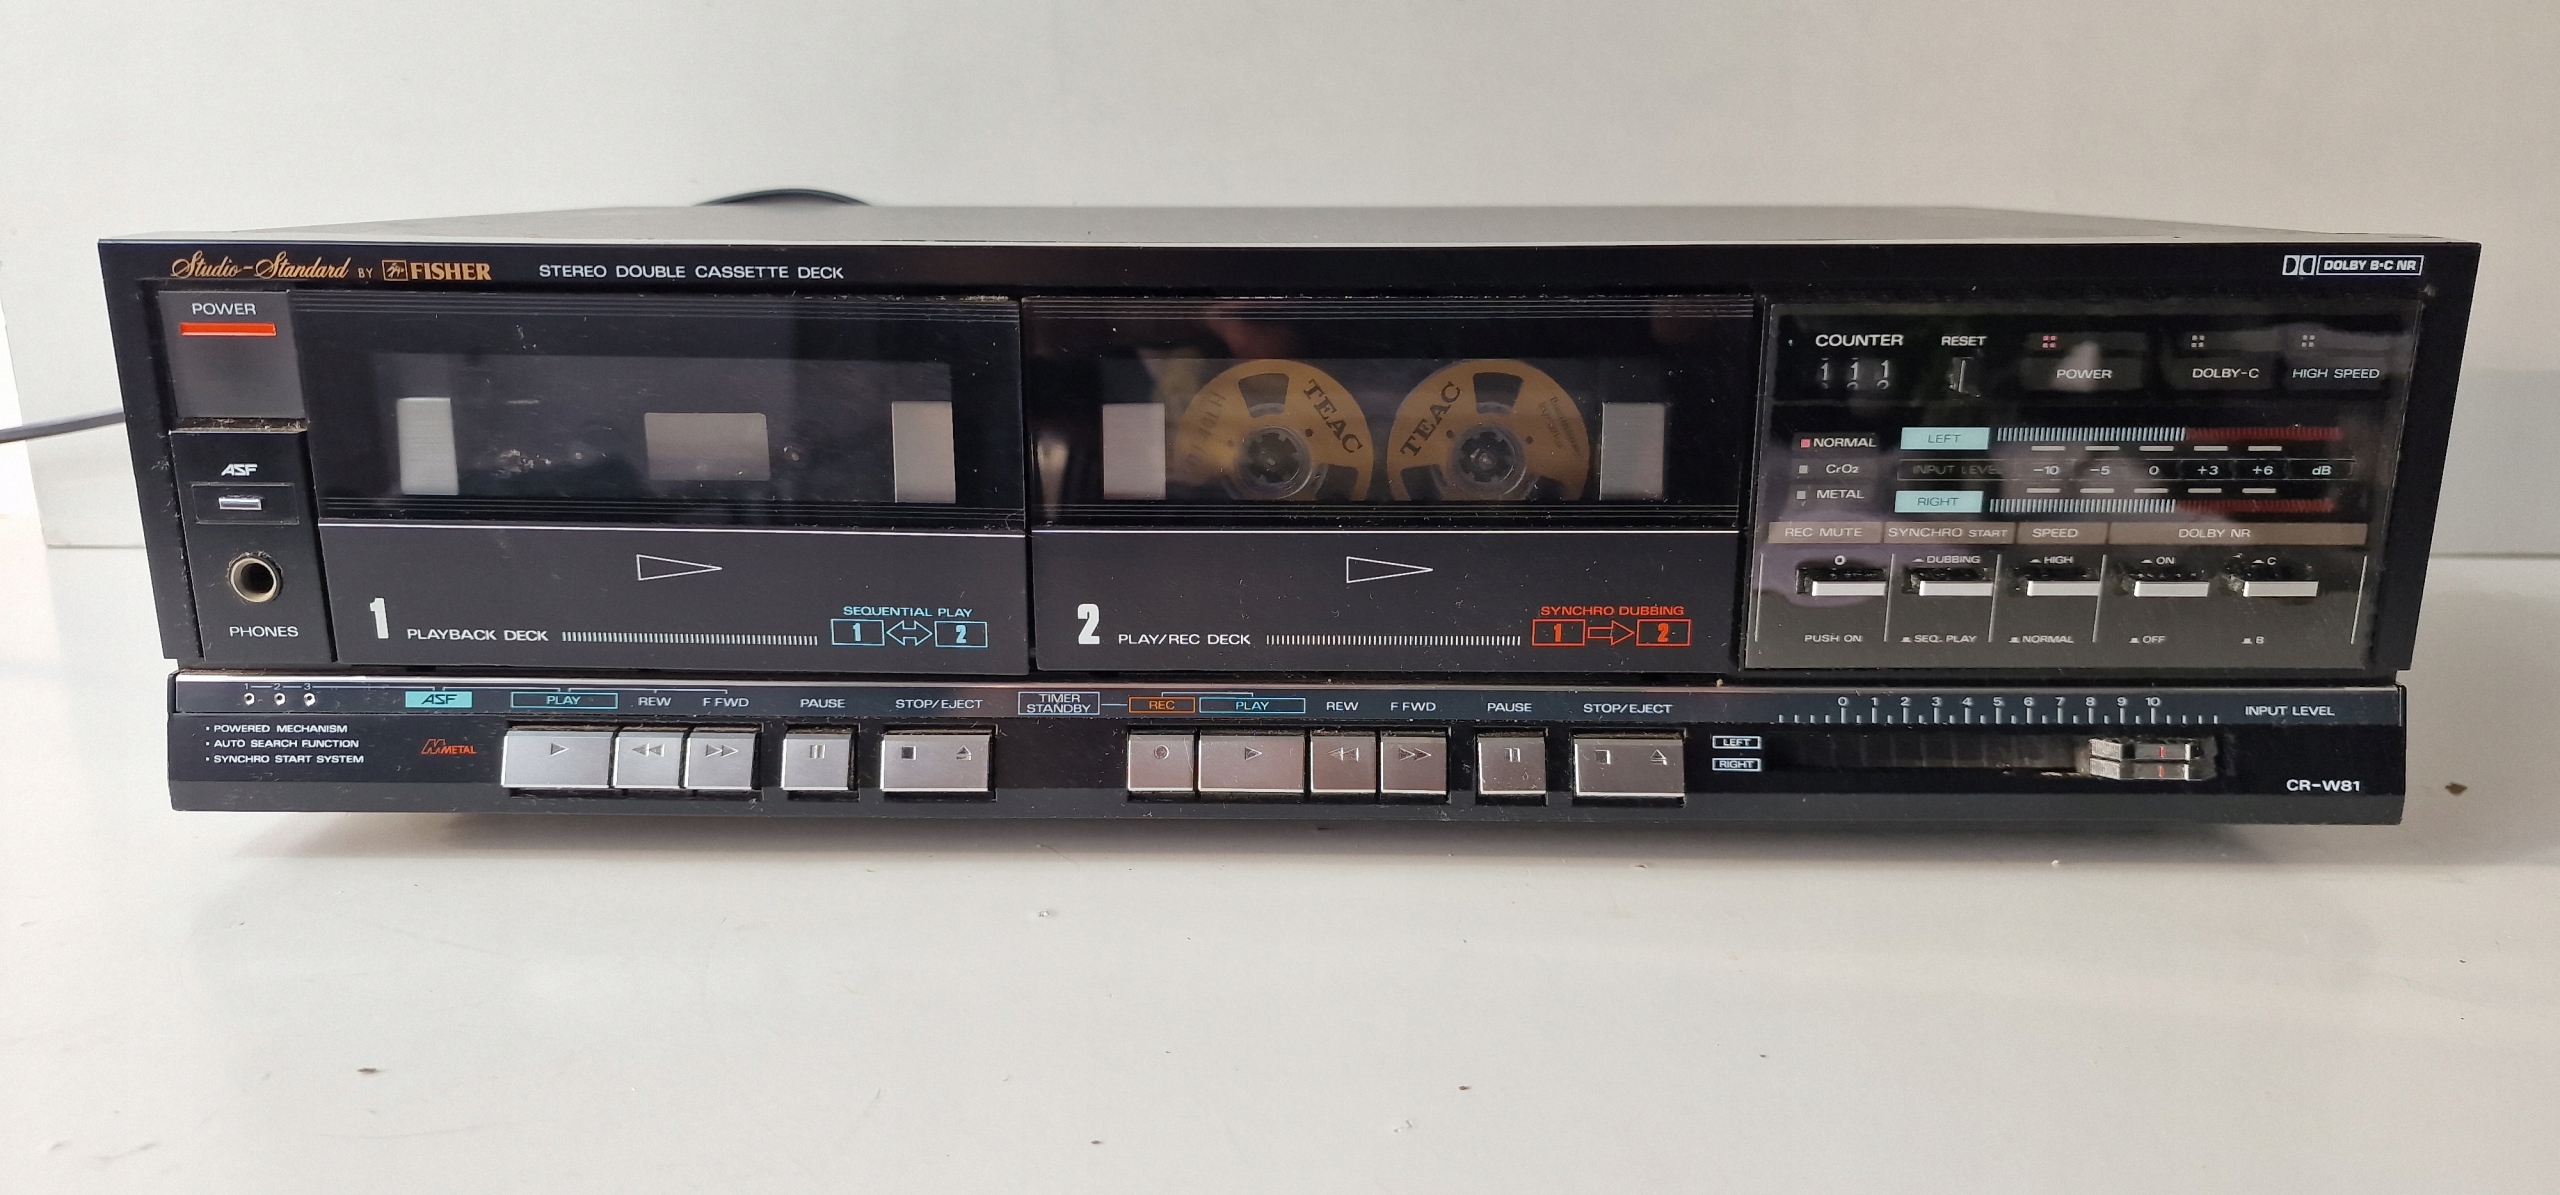 Studio-Standard BY FISHER
STEREO DOUBLE CASSETTE DECK
DOLBY B·C NR
POWER
ASF
PHONES
1 PLAYBACK DECK
SEQUENTIAL PLAY
1 2
TEAC
TEAC
2 PLAY/REC DECK
SYNCHRO DUBBING
1 2
COUNTER
1 1 1
RESET
POWER
DOLBY-C
HIGH SPEED
NORMAL
CrO2
METAL
LEFT
INPUT LEVEL -10 -5 0 +3 +6 dB
RIGHT
REC MUTE SYNCHRO START SPEED DOLBY NR
DUBBING HIGH ON C
PUSH ON SEQ. PLAY NORMAL OFF B
1 2 3
ASF PLAY REW F FWD PAUSE STOP/EJECT
TIMER
STANDBY
REC PLAY REW F FWD PAUSE STOP/EJECT
• POWERED MECHANISM
• AUTO SEARCH FUNCTION
• SYNCHRO START SYSTEM
METAL
0 1 2 3 4 5 6 7 8 9 10 INPUT LEVEL
LEFT
RIGHT
CR-W81